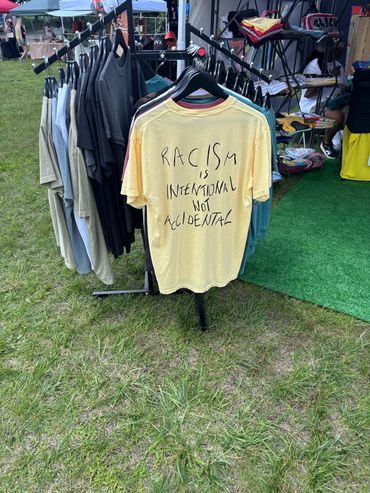 RACISM
is
INTENTIONAL
NOT
ACCIDENTAL